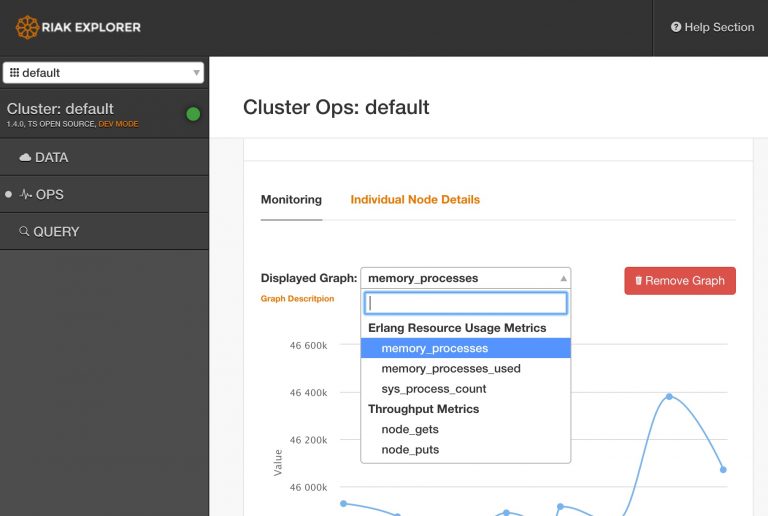 RIAK EXPLORER
Help Section
default
Cluster: default
1.4.0, TS OPEN SOURCE, DEV MODE
DATA
OPS
QUERY
Cluster Ops: default
Monitoring Individual Node Details
Displayed Graph: memory_processes
Remove Graph
Graph Descritpion
Erlang Resource Usage Metrics
memory_processes
memory_processes_used
sys_process_count
Throughput Metrics
node_gets
node_puts
46 600k
46 400k
46 200k
46 000k
Value